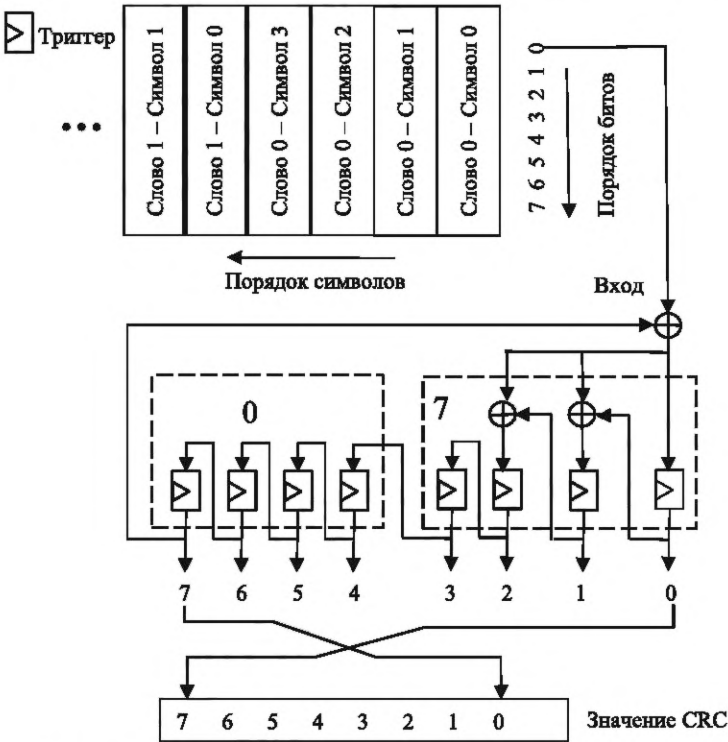 Триггер
Слово 1 – Символ 1
Слово 1 – Символ 0
Слово 0 – Символ 3
Слово 0 – Символ 2
Слово 0 – Символ 1
Слово 0 – Символ 0
7 6 5 4 3 2 1 0
Порядок битов
Порядок символов
Вход
0
7
7 6 5 4 3 2 1 0
7 6 5 4 3 2 1 0
Значение CRC